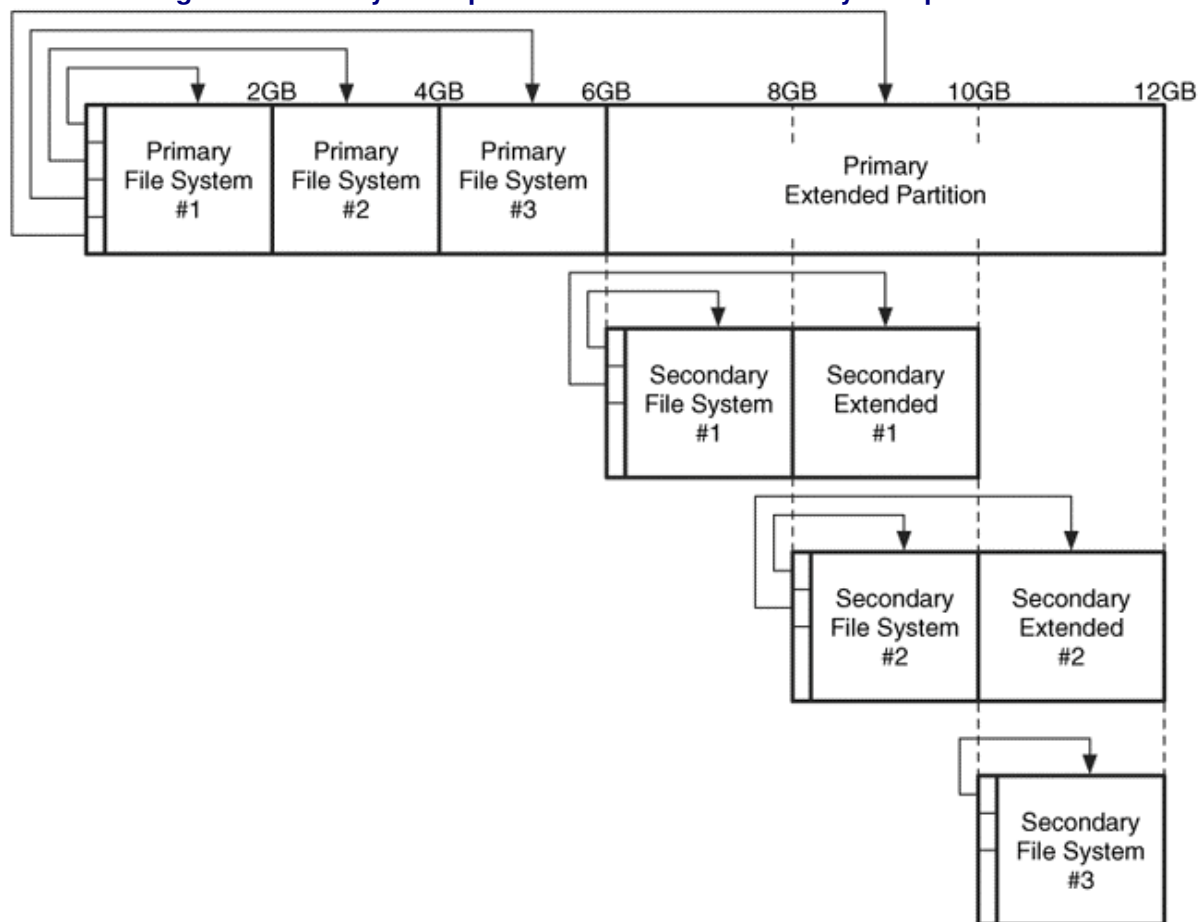 2GB 4GB 6GB 8GB 10GB 12GB
Primary
File System
#1
Primary
File System
#2
Primary
File System
#3
Primary
Extended Partition
Secondary
File System
#1
Secondary
Extended
#1
Secondary
File System
#2
Secondary
Extended
#2
Secondary
File System
#3